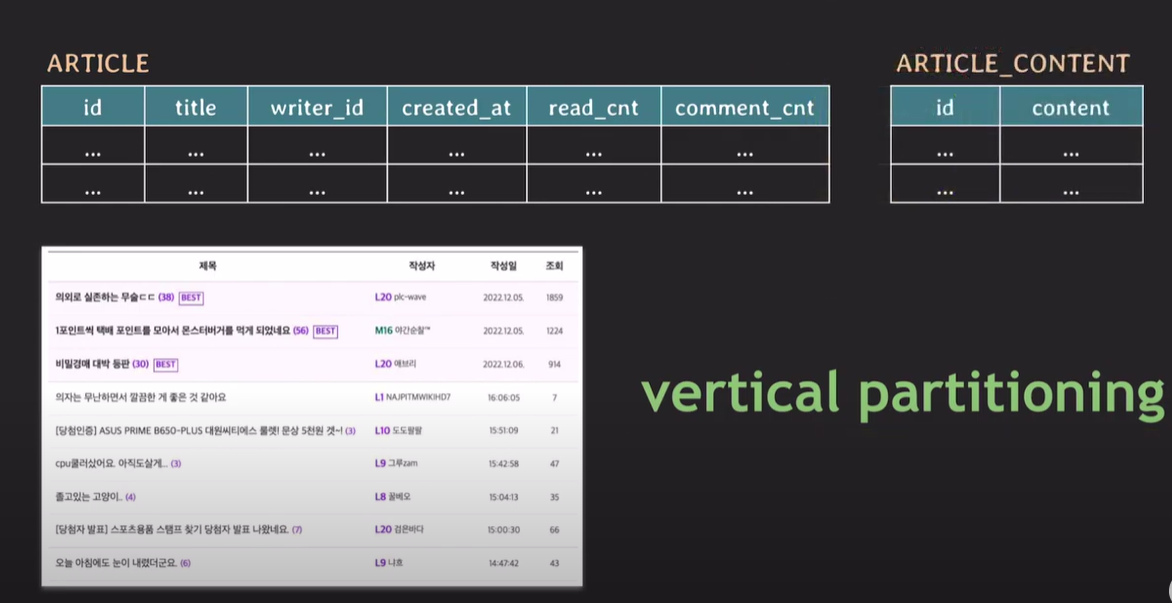 ARTICLE
id title writer_id created_at read_cnt comment_cnt
... ... ... ... ... ...
... ... ... ... ... ...
ARTICLE_CONTENT
id content
... ...
... ...
제목 작성자 작성일 조회
의외로 실존하는 무술ㄷㄷ (38) BEST L20 plc-wave 2022.12.05. 1859
1포인트씩 택배 포인트를 모아서 몬스터버거를 먹게 되었네요 (56) BEST M16 야간순찰™ 2022.12.05. 1224
비밀경매 대박 등판 (30) BEST L20 애브리 2022.12.06. 914
의자는 무난하면서 깔끔한 게 좋은 것 같아요 L1 NAJPITMWIKIHD7 16:06:05 7
[당첨인증] ASUS PRIME B650-PLUS 대원씨티에스 룰렛! 문상 5천원 겟~! (3) L10 도도팔팔 15:51:09 21
cpu쿨러샀어요. 아직도살게... (3) L9 그루zam 15:42:58 47
졸고있는 고양이.. (4) L8 꿀베오 15:04:13 35
[당첨자 발표] 스포츠용품 스탬프 찾기 당첨자 발표 나왔네요. (7) L20 검은바다 15:00:30 66
오늘 아침에도 눈이 내렸더군요. (6) L9 나흐 14:47:42 43
vertical partitioning